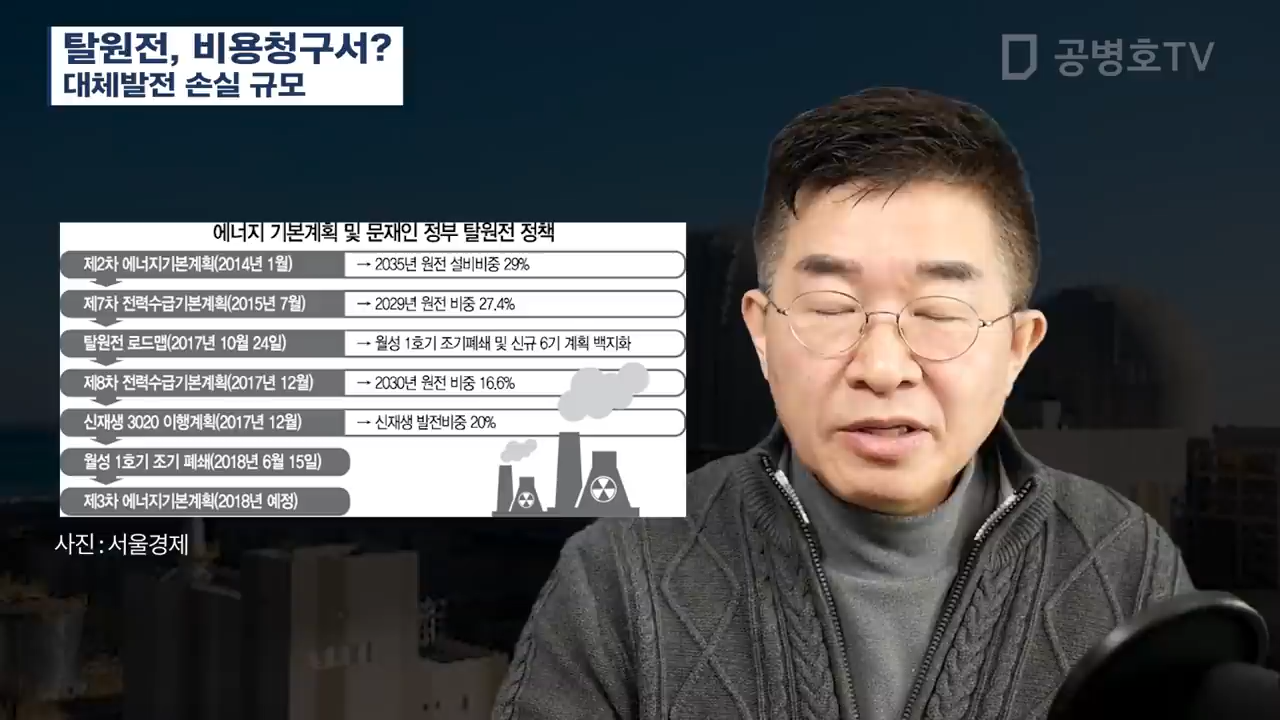 탈원전, 비용청구서?
대체발전 손실 규모
공병호TV
에너지 기본계획 및 문재인 정부 탈원전 정책
제2차 에너지기본계획(2014년 1월) → 2035년 원전 설비비중 29%
제7차 전력수급기본계획(2015년 7월) → 2029년 원전 비중 27.4%
탈원전 로드맵(2017년 10월 24일) → 월성 1호기 조기폐쇄 및 신규 6기 계획 백지화
제8차 전력수급기본계획(2017년 12월) → 2030년 원전 비중 16.6%
신재생 3020 이행계획(2017년 12월) → 신재생 발전비중 20%
월성 1호기 조기 폐쇄(2018년 6월 15일)
제3차 에너지기본계획(2018년 예정)
사진 : 서울경제